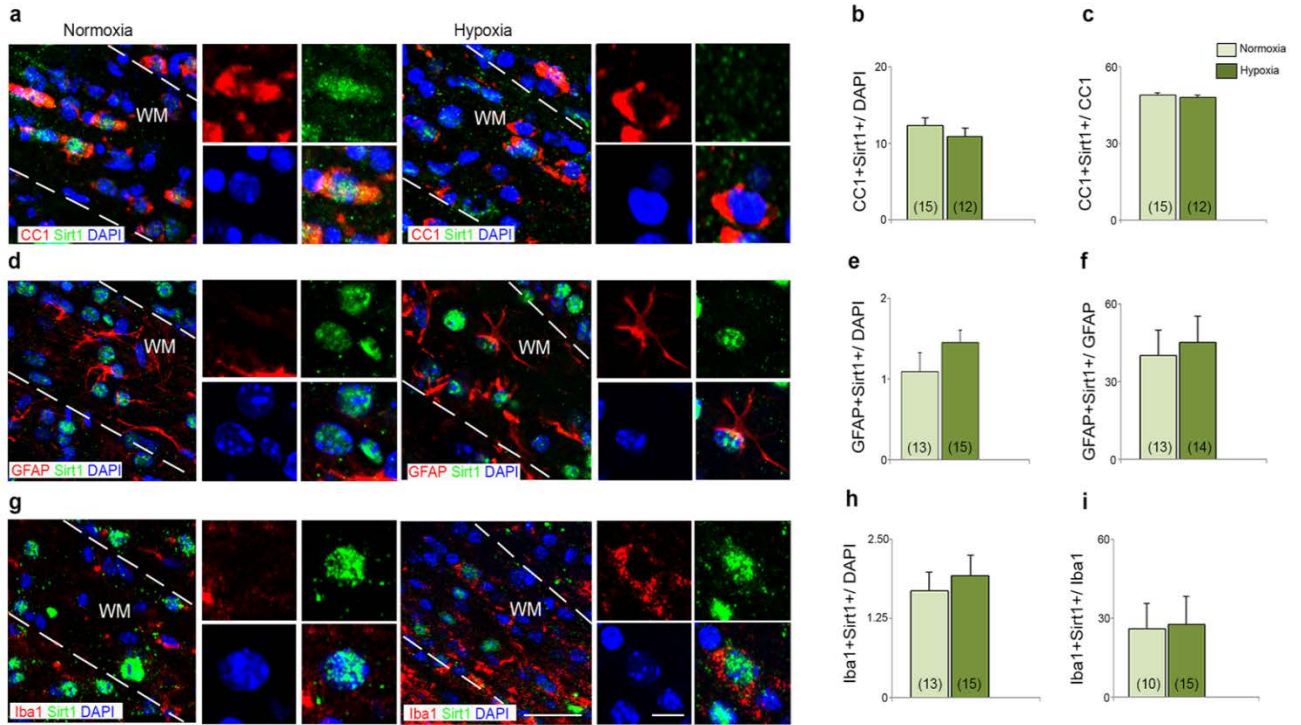 a
Normoxia
Hypoxia
b
c
Normoxia
Hypoxia
WM
WM
CC1 Sirt1 DAPI
CC1 Sirt1 DAPI
CC1+Sirt1+/ DAPI
20
10
0
(15)
(12)
CC1+Sirt1+/ CC1
60
30
0
(15)
(12)
d
e
f
WM
WM
GFAP Sirt1 DAPI
GFAP Sirt1 DAPI
GFAP+Sirt1+/ DAPI
2
1
0
(13)
(15)
GFAP+Sirt1+/ GFAP
60
30
0
(13)
(14)
g
h
i
WM
WM
Iba1 Sirt1 DAPI
Iba1 Sirt1 DAPI
Iba1+Sirt1+/ DAPI
2.50
1.25
0
(13)
(15)
Iba1+Sirt1+/ Iba1
60
30
0
(10)
(15)